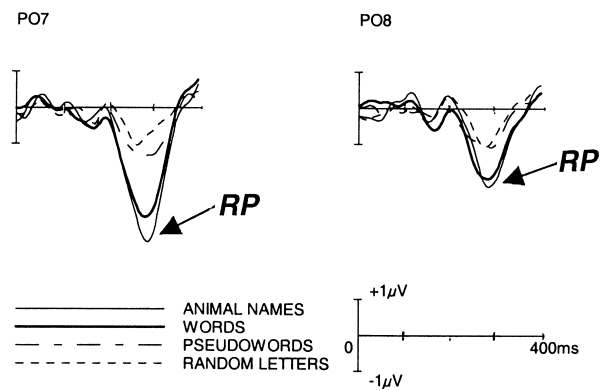 PO7
PO8
RP
RP
ANIMAL NAMES
WORDS
PSEUDOWORDS
RANDOM LETTERS
+1µV
0
400ms
-1µV